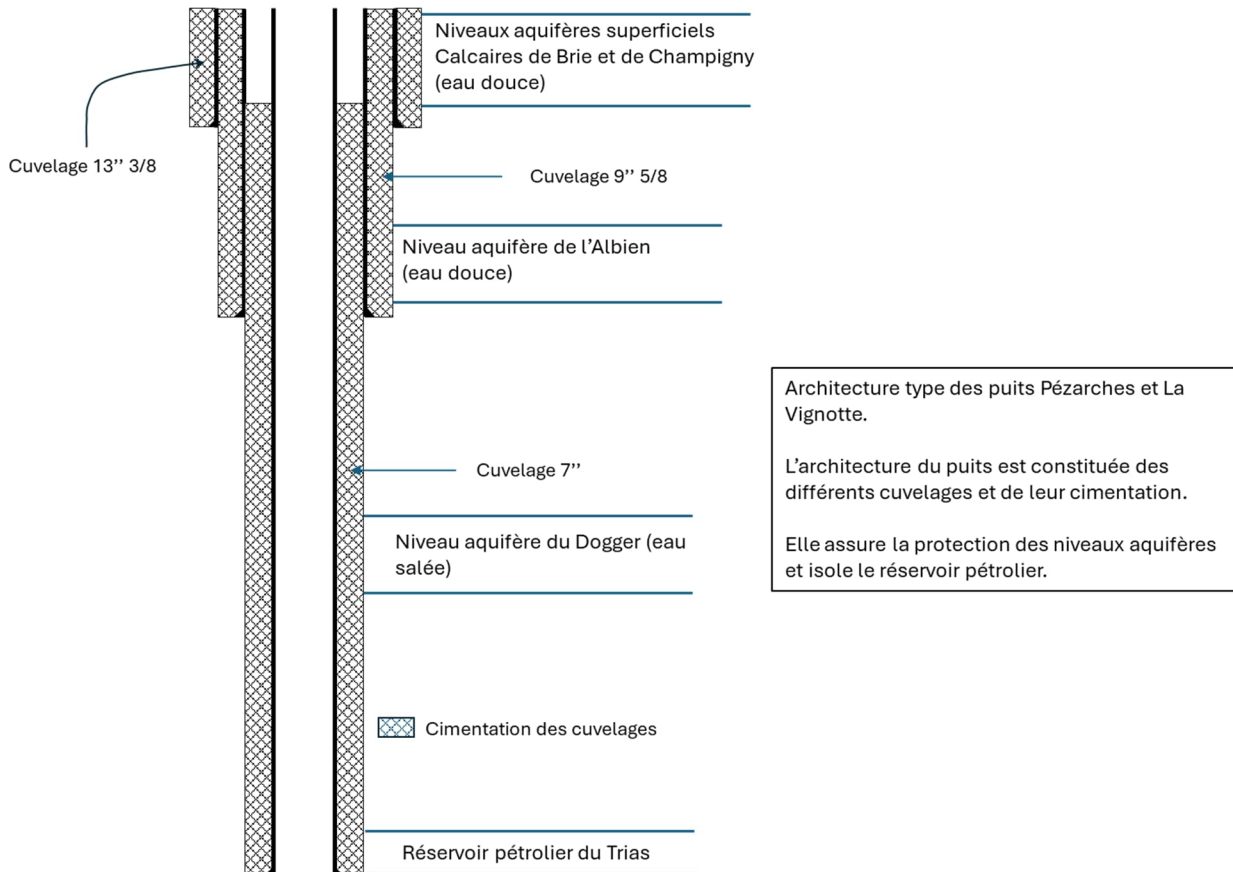 Niveaux aquifères superficiels
Calcaires de Brie et de Champigny
(eau douce)
Cuvelage 13’’ 3/8
Cuvelage 9’’ 5/8
Niveau aquifère de l’Albien
(eau douce)
Architecture type des puits Pézarches et La
Vignotte.
L’architecture du puits est constituée des
différents cuvelages et de leur cimentation.
Elle assure la protection des niveaux aquifères
et isole le réservoir pétrolier.
Cuvelage 7’’
Niveau aquifère du Dogger (eau
salée)
Cimentation des cuvelages
Réservoir pétrolier du Trias